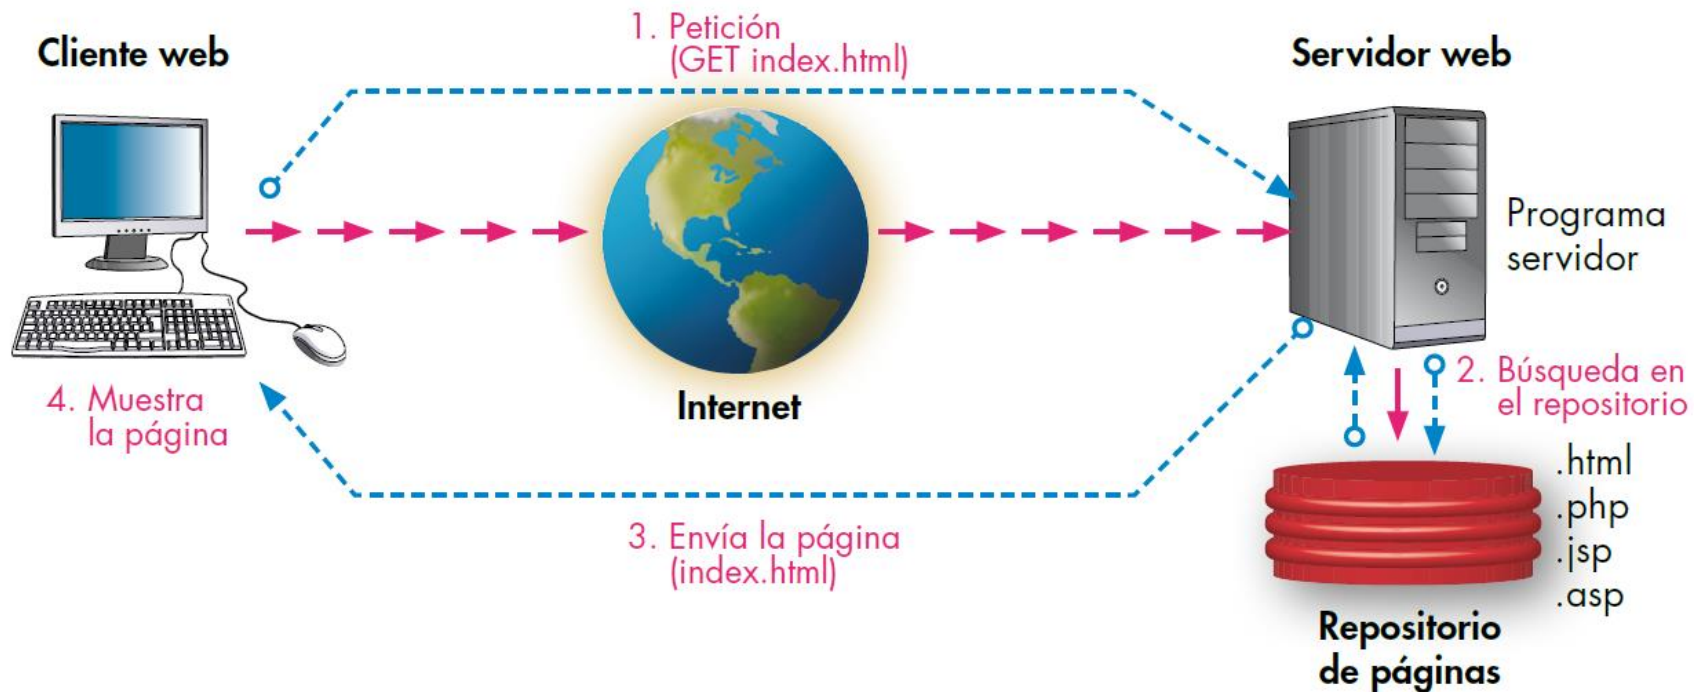 Cliente web
1. Petición
(GET index.html)
Servidor web
Programa
servidor
Internet
4. Muestra
la página
2. Búsqueda en
el repositorio
3. Envía la página
(index.html)
.html
.php
.jsp
.asp
Repositorio
de páginas